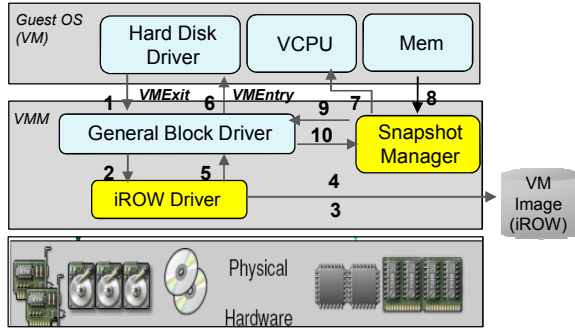 Guest OS
(VM)
Hard Disk
Driver
VCPU
Mem
1
VMExit
6
VMEntry
9
7
8
VMM
General Block Driver
10
Snapshot
Manager
2
5
iROW Driver
4
3
VM
Image
(iROW)
Physical
Hardware